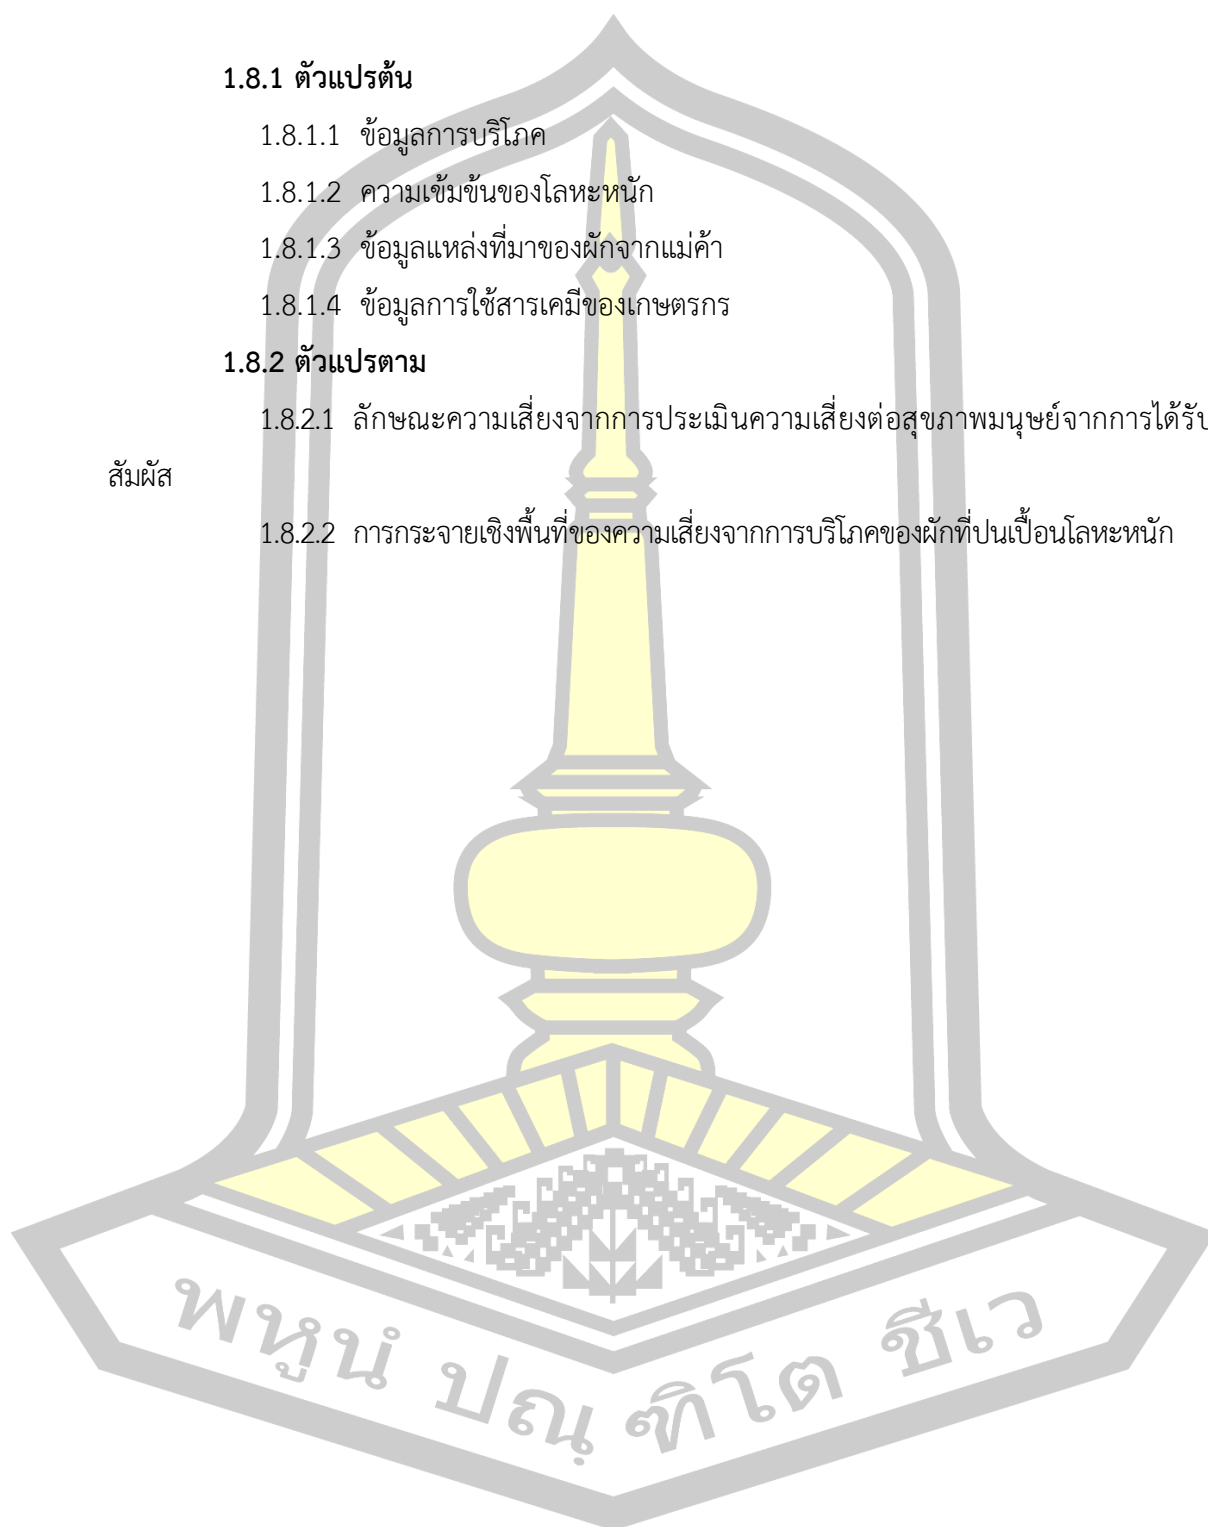 1.8.1 ตัวแปรต้น
1.8.1.1 ข้อมูลการบริโภค
1.8.1.2 ความเข้มข้นของโลหะหนัก
1.8.1.3 ข้อมูลแหล่งที่มาของผักจากแม่ค้า
1.8.1.4 ข้อมูลการใช้สารเคมีของเกษตรกร
1.8.2 ตัวแปรตาม
1.8.2.1 ลักษณะความเสี่ยงจากการประเมินความเสี่ยงต่อสุขภาพมนุษย์จากการได้รับ
สัมผัส
1.8.2.2 การกระจายเชิงพื้นที่ของความเสี่ยงจากการบริโภคของผักที่ปนเปื้อนโลหะหนัก
พหูนํ ปณฺฑิโต ชีเว